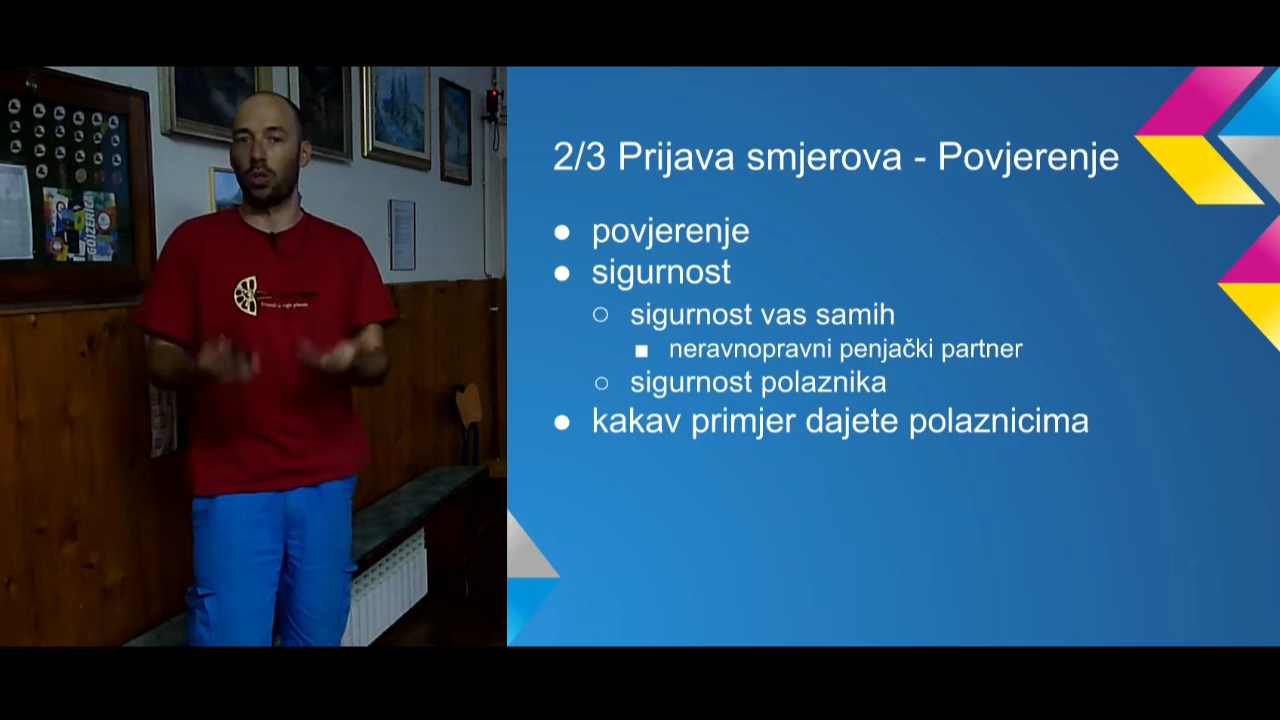 GOJZERICA
2/3 Prijava smjerova - Povjerenje
● povjerenje
● sigurnost
○ sigurnost vas samih
■ neravnopravni penjački partner
○ sigurnost polaznika
● kakav primjer dajete polaznicima